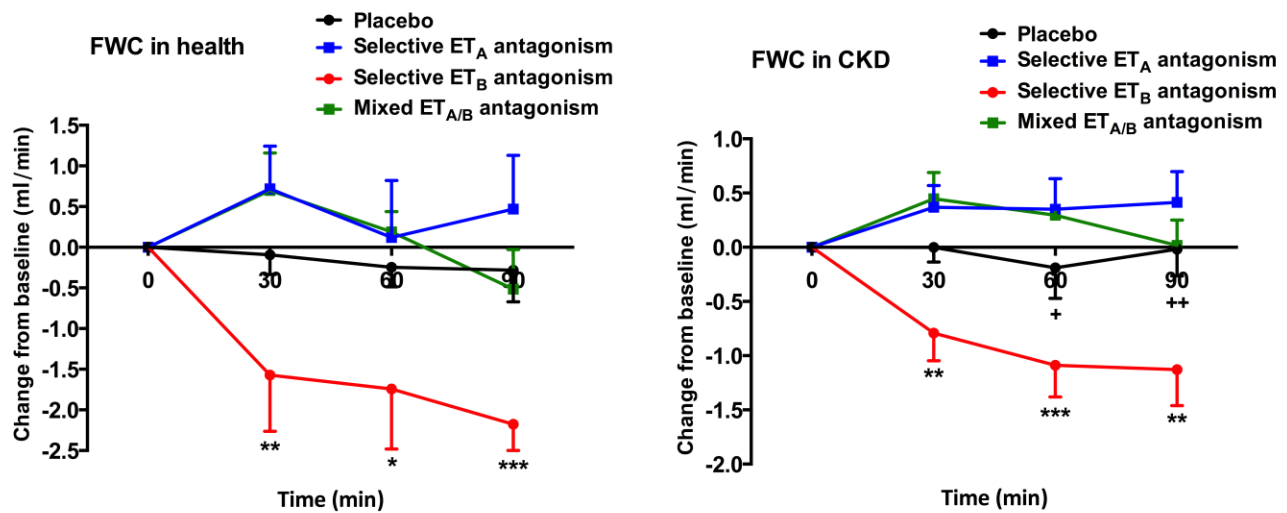 FWC in health
Placebo
Selective ETA antagonism
Selective ETB antagonism
Mixed ETA/B antagonism
Change from baseline (ml/min)
1.5
1.0
0.5
0.0
-0.5
-1.0
-1.5
-2.0
-2.5
0
30
60
90
**
*
***
Time (min)
FWC in CKD
Placebo
Selective ETA antagonism
Selective ETB antagonism
Mixed ETA/B antagonism
Change from baseline (ml/min)
1.0
0.5
0.0
-0.5
-1.0
-1.5
-2.0
0
30
60
90
+
++
**
***
**
Time (min)